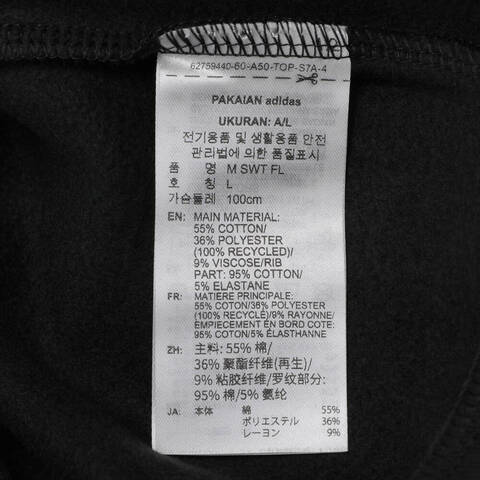 62759440-60-A50-TOP-S7A-4
PAKAIAN adidas
UKURAN: A/L
전기용품 및 생활용품 안전
관리법에 의한 품질표시
품 명 M SWT FL
호 칭 L
가슴둘레 100cm
EN: MAIN MATERIAL:
55% COTTON/
36% POLYESTER
(100% RECYCLED)/
9% VISCOSE/RIB
PART: 95% COTTON/
5% ELASTANE
FR: MATIERE PRINCIPALE:
55% COTON/36% POLYESTER
(100% RECYCLÉ)/9% RAYONNE/
EMPIECEMENT EN BORD COTE:
95% COTON/5% ÉLASTHANNE
ZH: 主料: 55% 棉/
36% 聚酯纤维(再生)/
9% 粘胶纤维/罗纹部分:
95% 棉/5% 氨纶
JA: 本体 綿 55%
ポリエステル 36%
レーヨン 9%